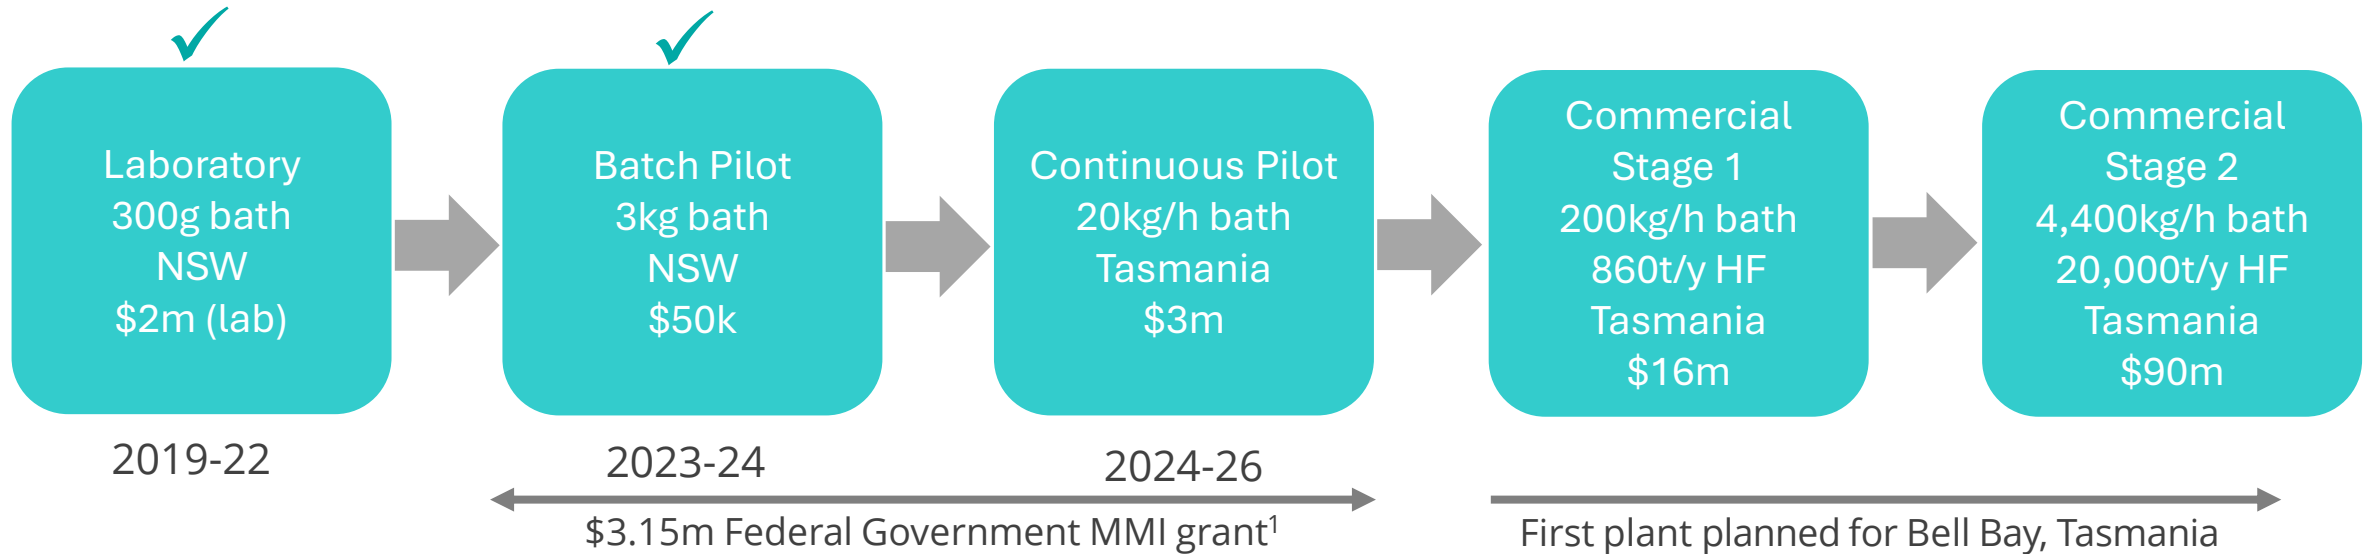 Laboratory
300g bath
NSW
$2m (lab)
Batch Pilot
3kg bath
NSW
$50k
Continuous Pilot
20kg/h bath
Tasmania
$3m
Commercial
Stage 1
200kg/h bath
860t/y HF
Tasmania
$16m
Commercial
Stage 2
4,400kg/h bath
20,000t/y HF
Tasmania
$90m
2019-22
2023-24
2024-26
$3.15m Federal Government MMI grant¹
First plant planned for Bell Bay, Tasmania